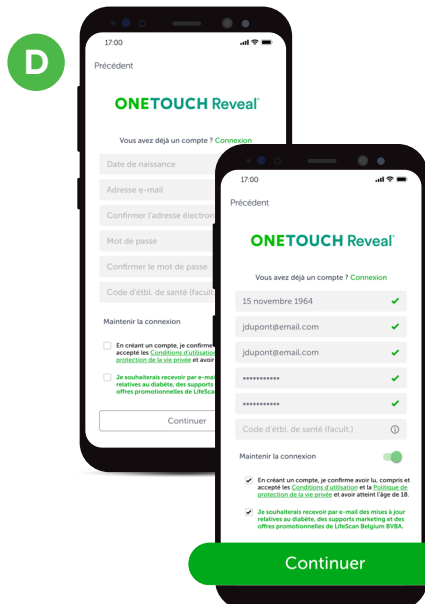 D
17:00
Précédent
ONETOUCH Reveal®
Vous avez déjà un compte ? Connexion
Date de naissance
Adresse e-mail
Confirmer l'adresse électron
Mot de passe
Confirmer le mot de passe
Code d'étbl. de santé (facult
Maintenir la connexion
En créant un compte, je confirme
accepté les Conditions d'utilisation
protection de la vie privée et avoir
Je souhaiterais recevoir par e-mai
relatives au diabète, des supports
offres promotionnelles de LifeScan
Continuer
17:00
Précédent
ONETOUCH Reveal®
Vous avez déjà un compte ? Connexion
15 novembre 1964
jdupont@email.com
jdupont@email.com
•••••••••••
•••••••••••
Code d'étbl. de santé (facult.)
Maintenir la connexion
En créant un compte, je confirme avoir lu, compris et
accepté les Conditions d'utilisation et la Politique de
protection de la vie privée et avoir atteint l'âge de 18.
Je souhaiterais recevoir par e-mail des mises à jour
relatives au diabète, des supports marketing et des
offres promotionnelles de LifeScan Belgium BVBA.
Continuer